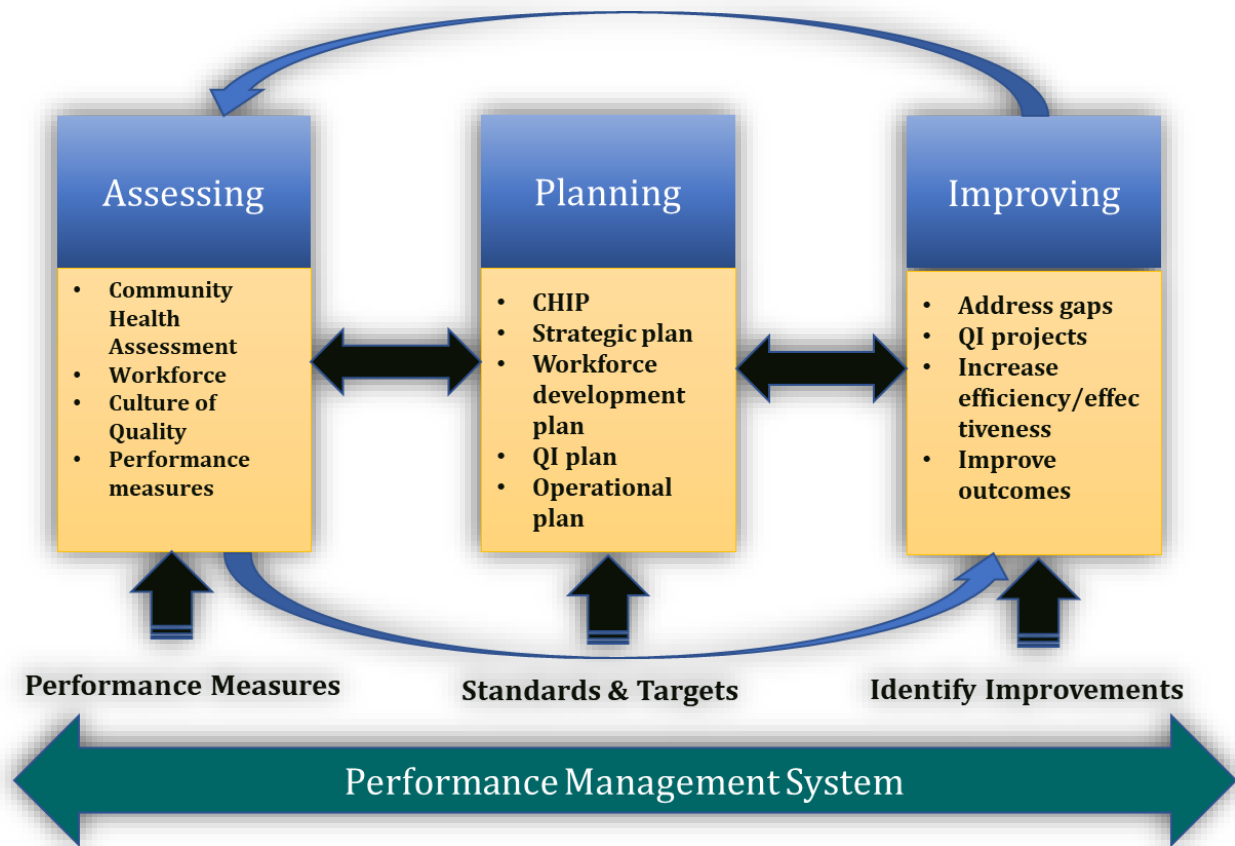 Assessing
• Community
Health
Assessment
• Workforce
• Culture of
Quality
• Performance
measures
Planning
• CHIP
• Strategic plan
• Workforce
development
plan
• QI plan
• Operational
plan
Improving
• Address gaps
• QI projects
• Increase
efficiency/effec
tiveness
• Improve
outcomes
Performance Measures
Standards & Targets
Identify Improvements
Performance Management System